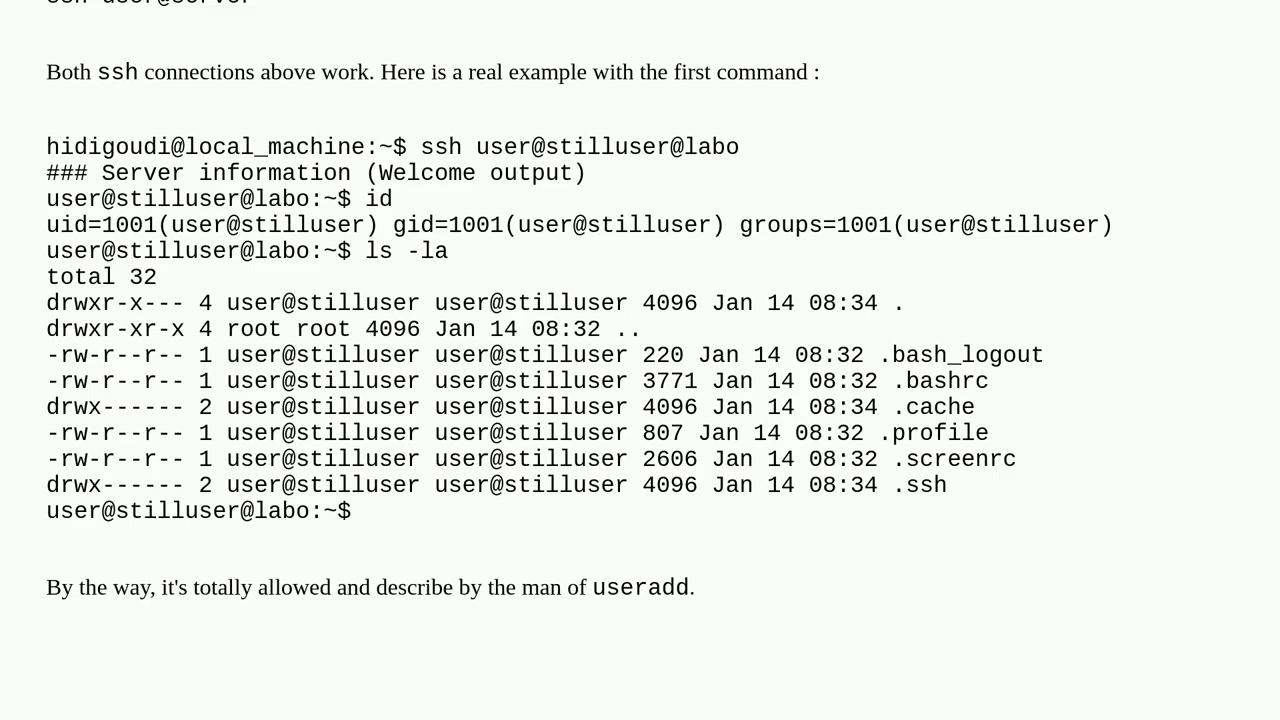 ssh user@server
Both ssh connections above work. Here is a real example with the first command :
hidigoudi@local_machine:~$ ssh user@stilluser@labo
### Server information (Welcome output)
user@stilluser@labo:~$ id
uid=1001(user@stilluser) gid=1001(user@stilluser) groups=1001(user@stilluser)
user@stilluser@labo:~$ ls -la
total 32
drwxr-x--- 4 user@stilluser user@stilluser 4096 Jan 14 08:34 .
drwxr-xr-x 4 root root 4096 Jan 14 08:32 ..
-rw-r--r-- 1 user@stilluser user@stilluser 220 Jan 14 08:32 .bash_logout
-rw-r--r-- 1 user@stilluser user@stilluser 3771 Jan 14 08:32 .bashrc
drwx------ 2 user@stilluser user@stilluser 4096 Jan 14 08:34 .cache
-rw-r--r-- 1 user@stilluser user@stilluser 807 Jan 14 08:32 .profile
-rw-r--r-- 1 user@stilluser user@stilluser 2606 Jan 14 08:32 .screenrc
drwx------ 2 user@stilluser user@stilluser 4096 Jan 14 08:34 .ssh
user@stilluser@labo:~$
By the way, it's totally allowed and describe by the man of useradd.